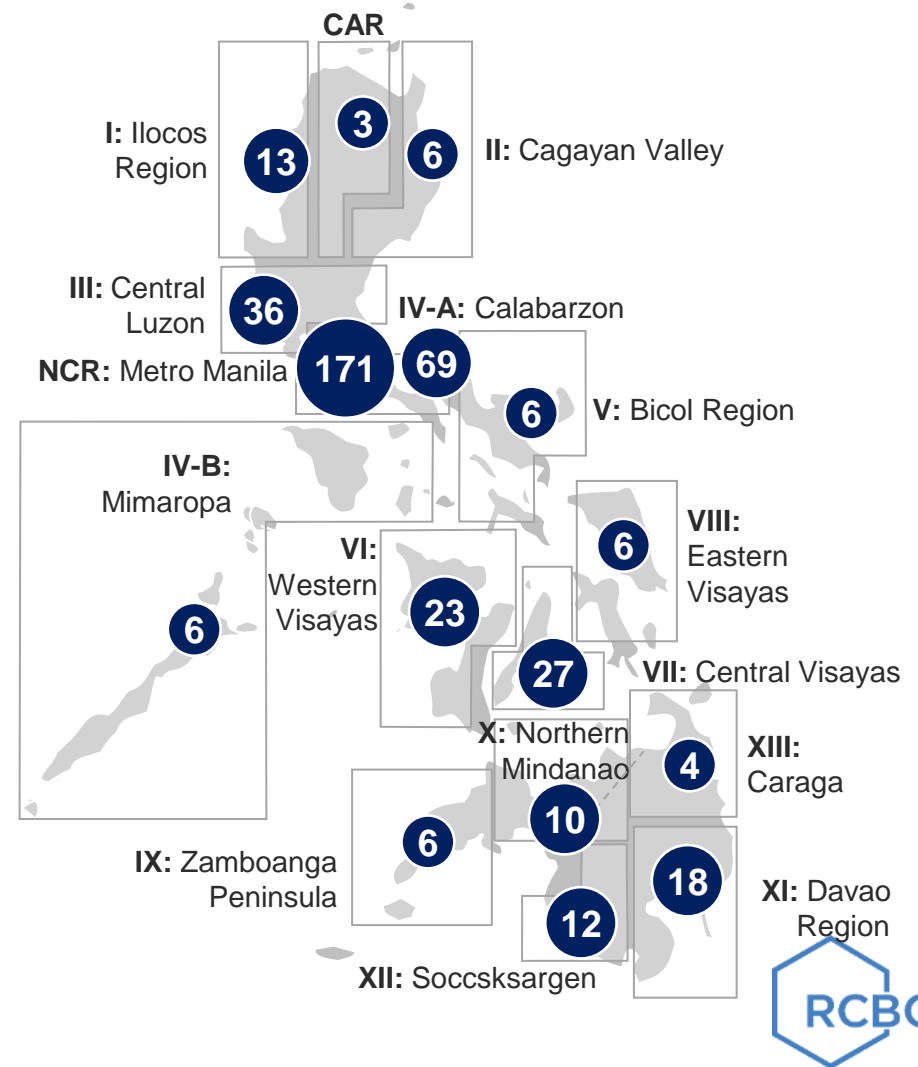 CAR
3
I: Ilocos
Region
13
6
II: Cagayan Valley
III: Central
Luzon
36
IV-A: Calabarzon
NCR: Metro Manila
171
69
6
V: Bicol Region
IV-B:
Mimaropa
6
VI:
Western
Visayas
23
6
VIII:
Eastern
Visayas
27
VII: Central Visayas
X: Northern
Mindanao
10
4
XIII:
Caraga
6
IX: Zamboanga
Peninsula
18
XI: Davao
Region
12
XII: Soccsksargen
RCBC